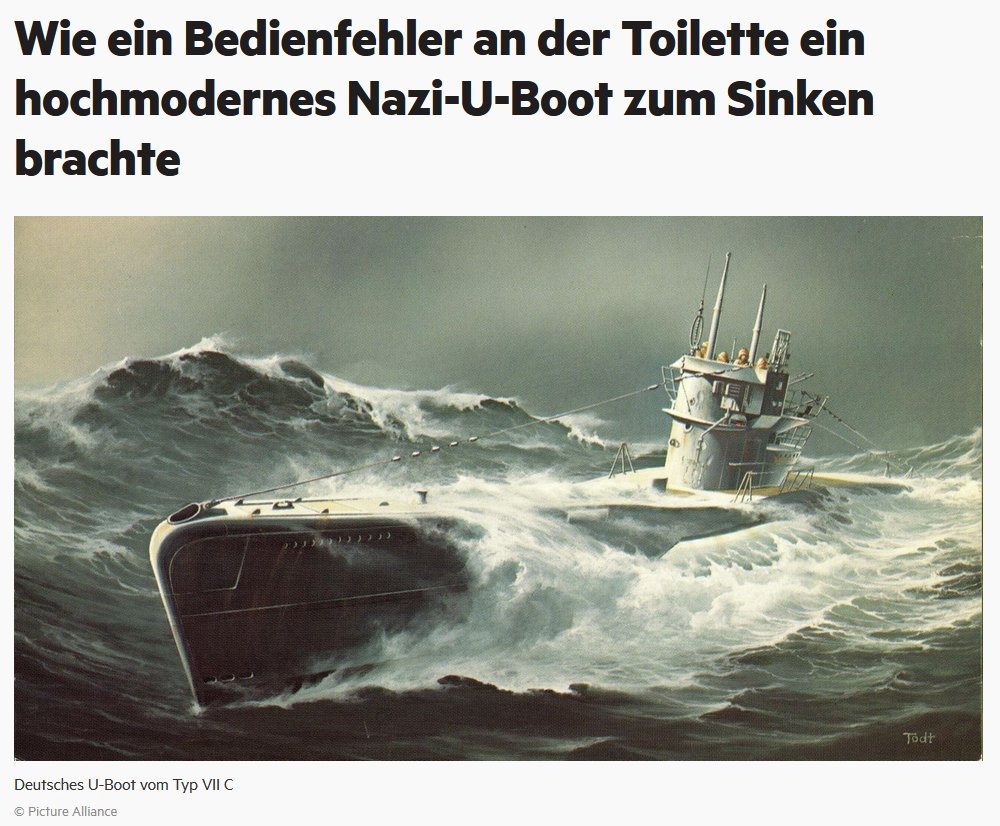 Wie ein Bedienfehler an der Toilette ein
hochmodernes Nazi-U-Boot zum Sinken
brachte
Todt
Deutsches U-Boot vom Typ VII C
© Picture Alliance